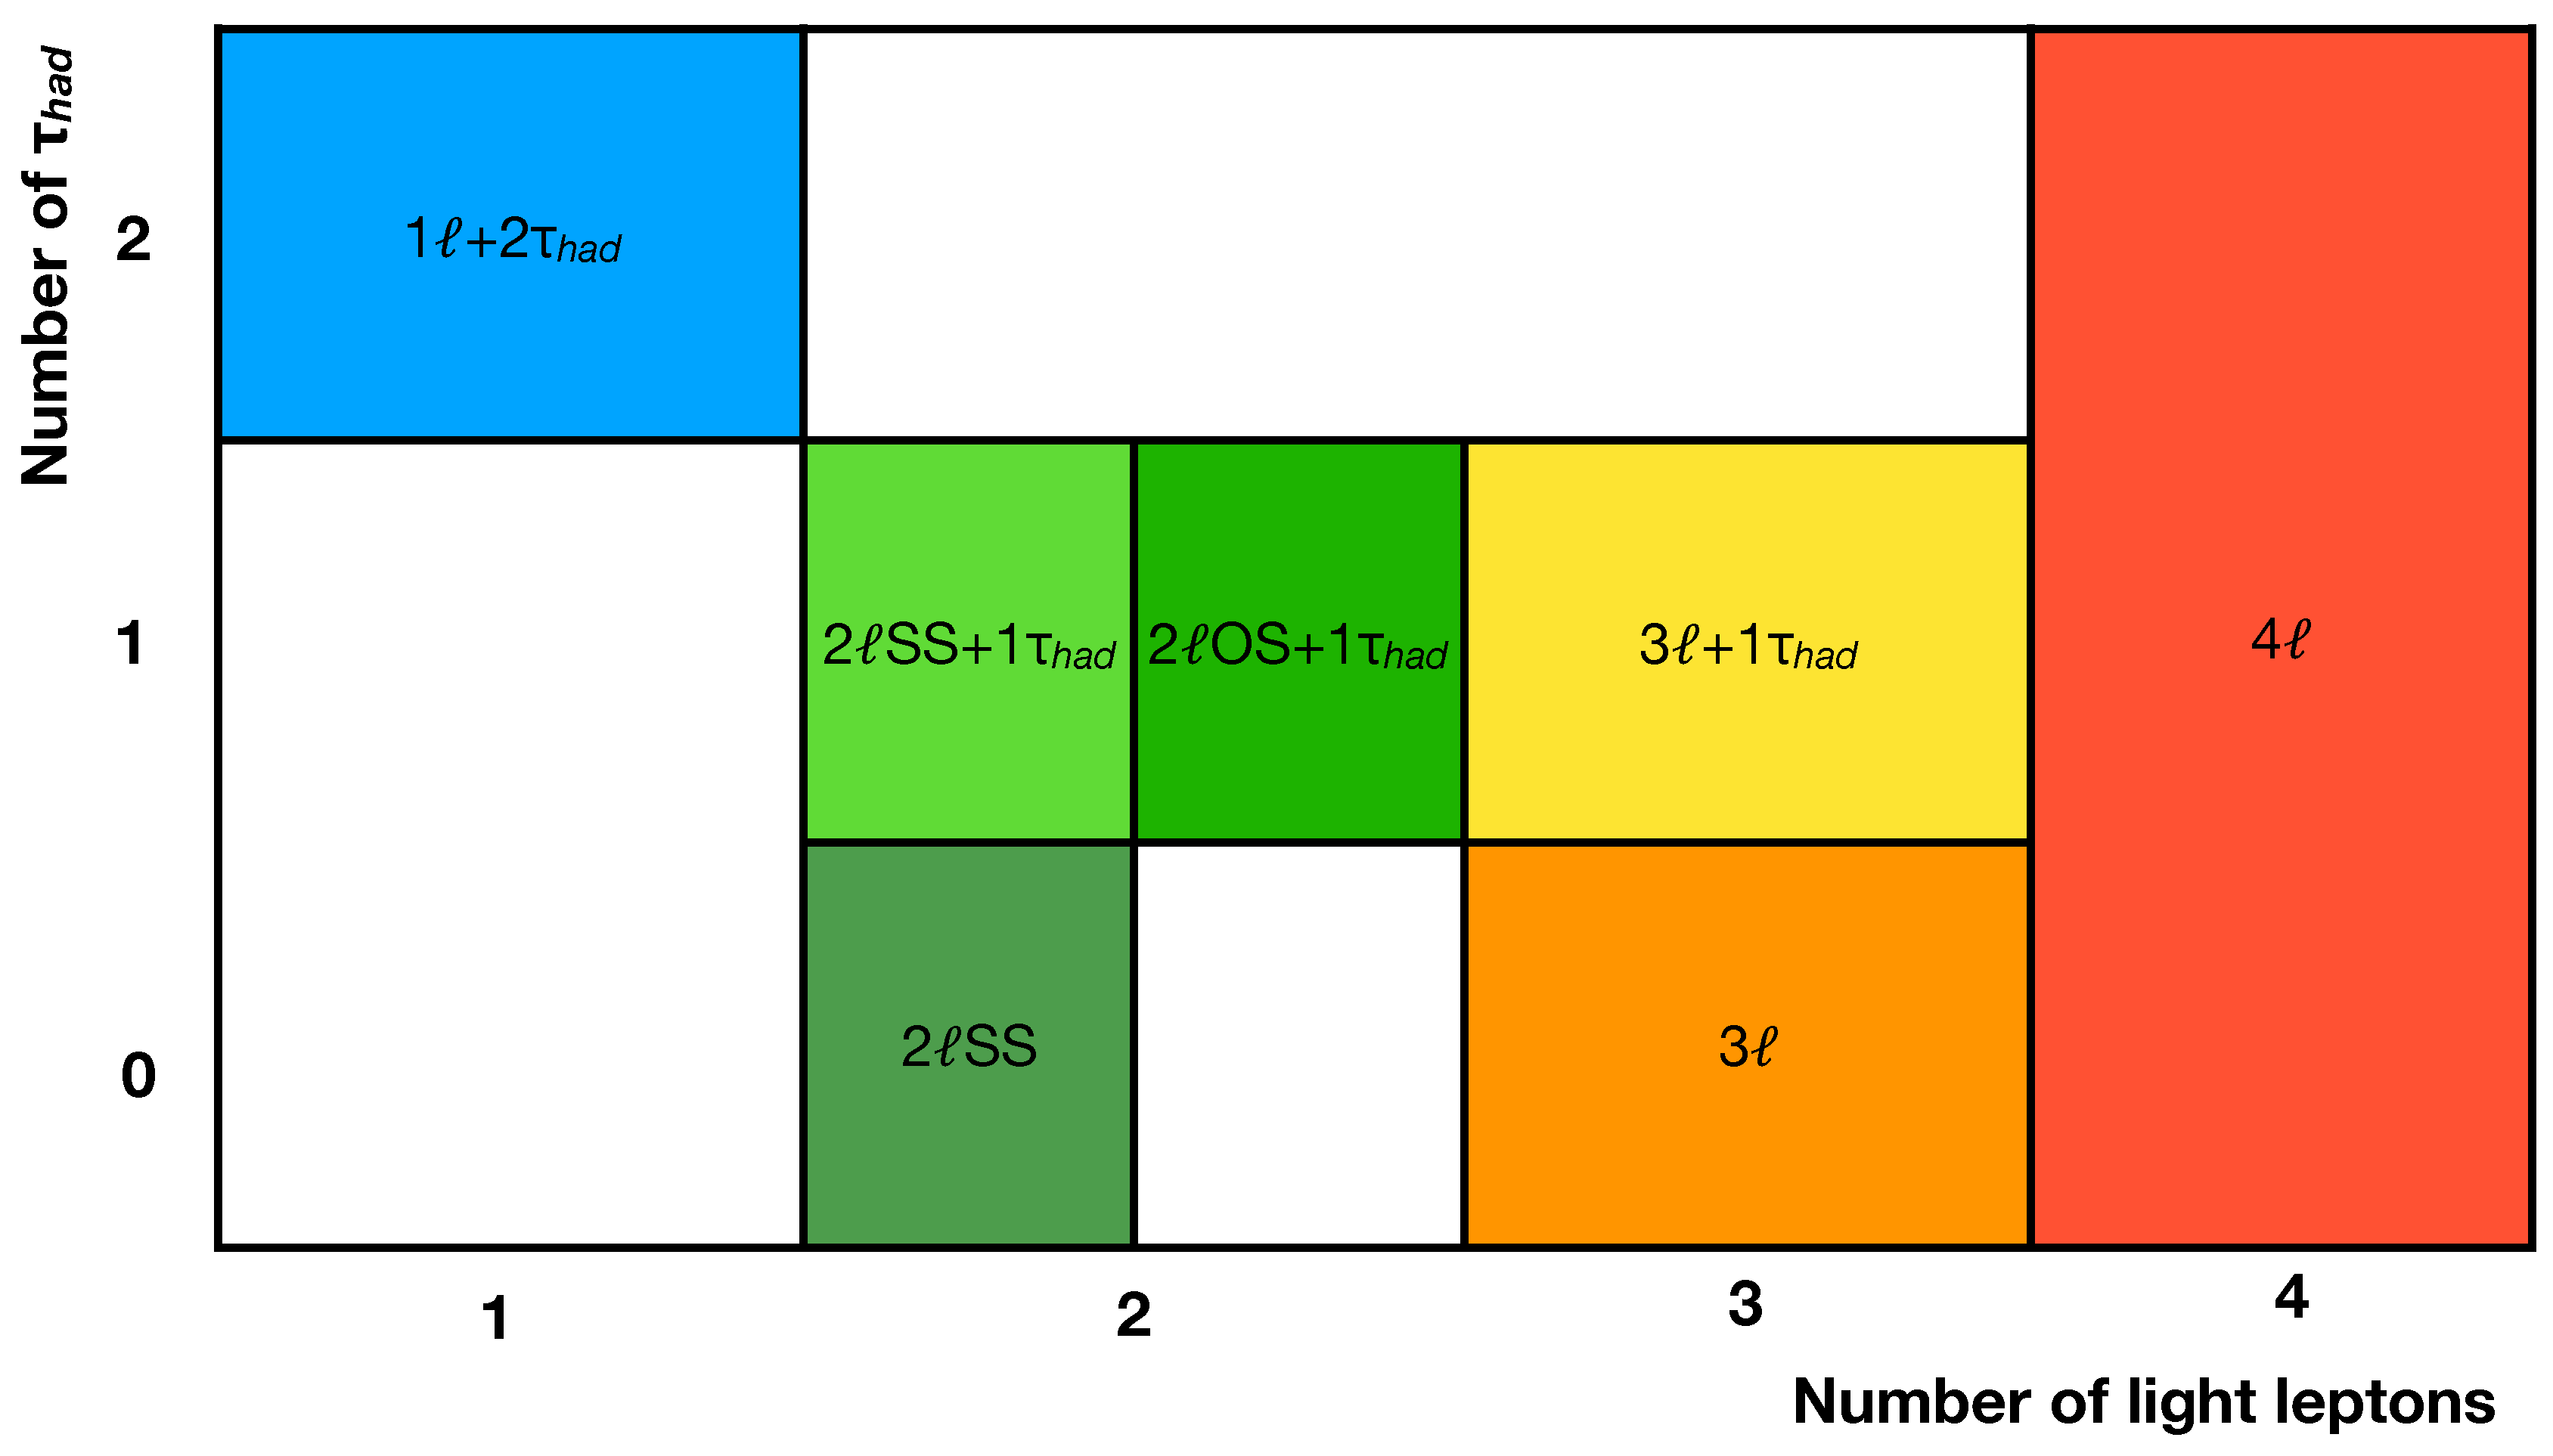 Number of τhad
2
1ℓ+2τhad
1
2ℓSS+1τhad
2ℓOS+1τhad
3ℓ+1τhad
4ℓ
0
2ℓSS
3ℓ
1
2
3
4
Number of light leptons